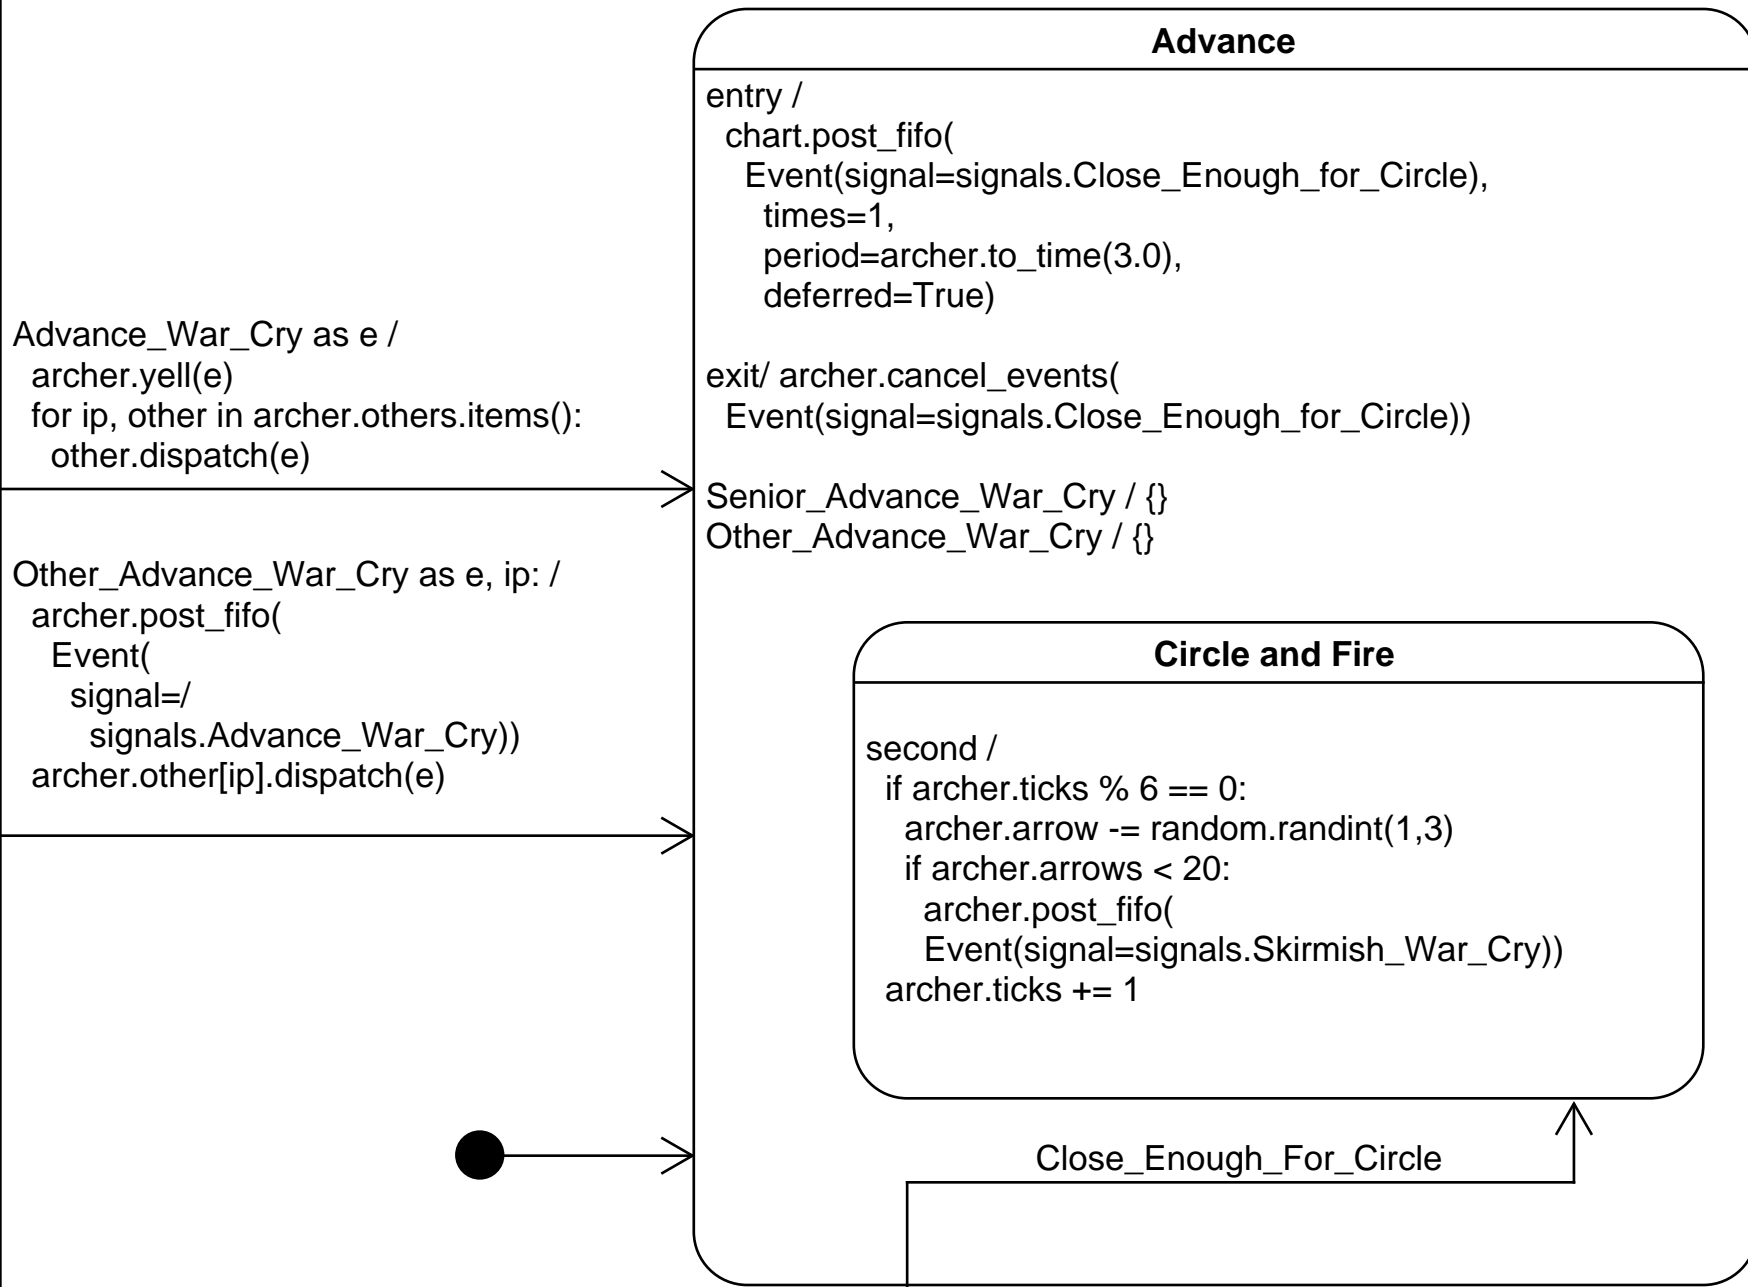 Advance
entry /
chart.post_fifo(
Event(signal=signals.Close_Enough_for_Circle),
times=1,
period=archer.to_time(3.0),
deferred=True)
exit/ archer.cancel_events(
Event(signal=signals.Close_Enough_for_Circle))
Senior_Advance_War_Cry / {}
Other_Advance_War_Cry / {}
Advance_War_Cry as e /
archer.yell(e)
for ip, other in archer.others.items():
other.dispatch(e)
Other_Advance_War_Cry as e, ip: /
archer.post_fifo(
Event(
signal=/
signals.Advance_War_Cry))
archer.other[ip].dispatch(e)
Circle and Fire
second /
if archer.ticks % 6 == 0:
archer.arrow -= random.randint(1,3)
if archer.arrows < 20:
archer.post_fifo(
Event(signal=signals.Skirmish_War_Cry))
archer.ticks += 1
Close_Enough_For_Circle